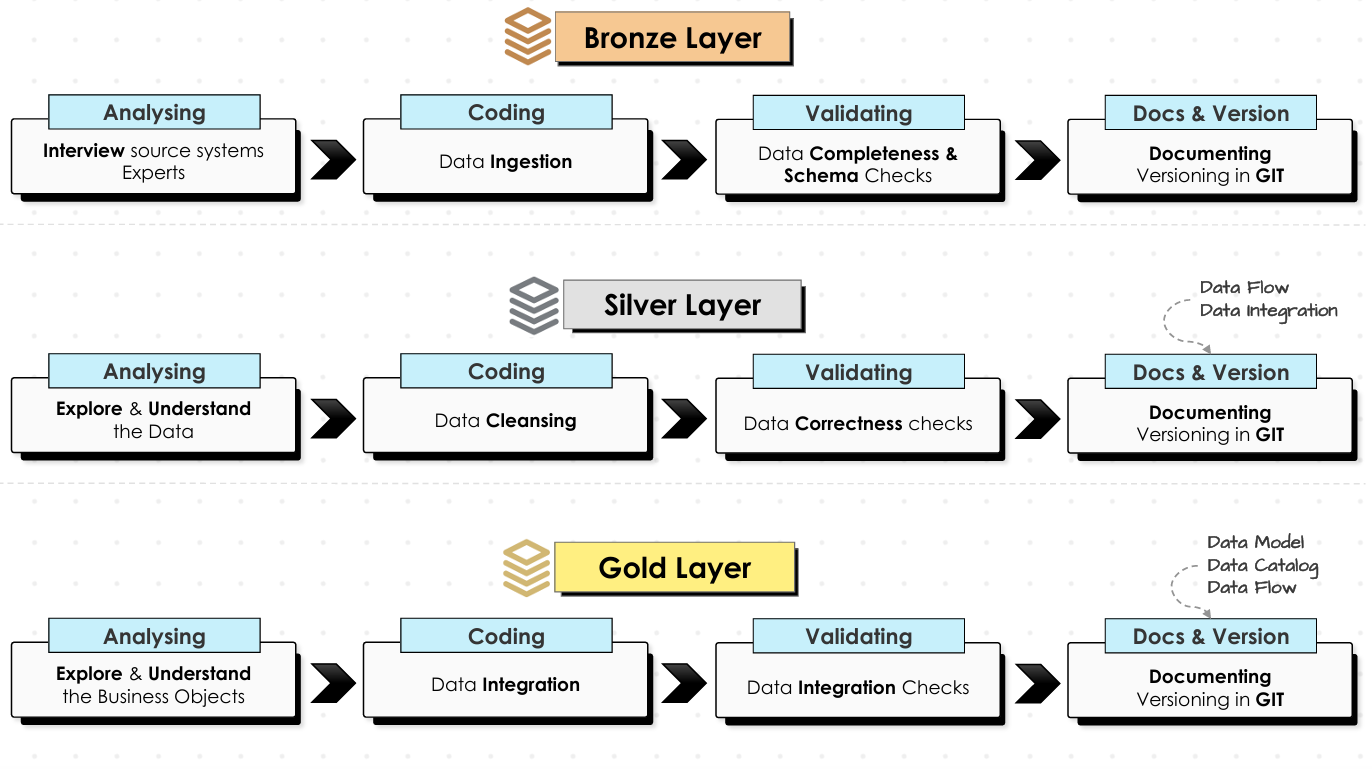 Bronze Layer
Analysing
Interview source systems
Experts
Coding
Data Ingestion
Validating
Data Completeness &
Schema Checks
Docs & Version
Documenting
Versioning in GIT
Silver Layer
Data Flow
Data Integration
Analysing
Explore & Understand
the Data
Coding
Data Cleansing
Validating
Data Correctness checks
Docs & Version
Documenting
Versioning in GIT
Gold Layer
Data Model
Data Catalog
Data Flow
Analysing
Explore & Understand
the Business Objects
Coding
Data Integration
Validating
Data Integration Checks
Docs & Version
Documenting
Versioning in GIT